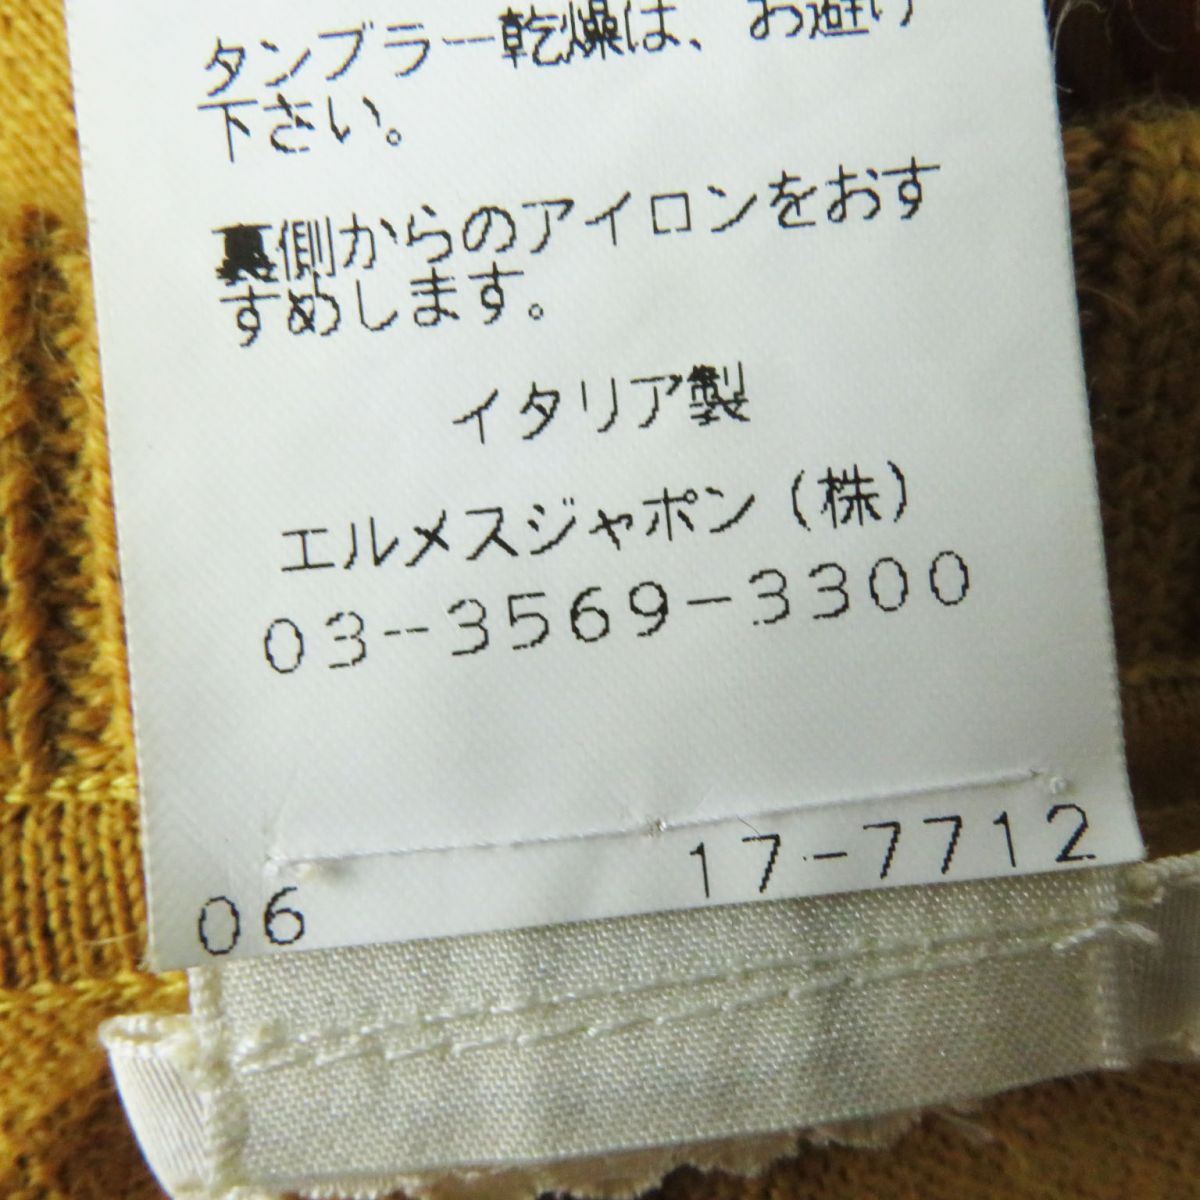 タンブラー乾燥は、お避け
下さい。
裏側からのアイロンをおす
すめします。
イタリア製
エルメスジャポン(株)
03-3569-3300
06 17-7712